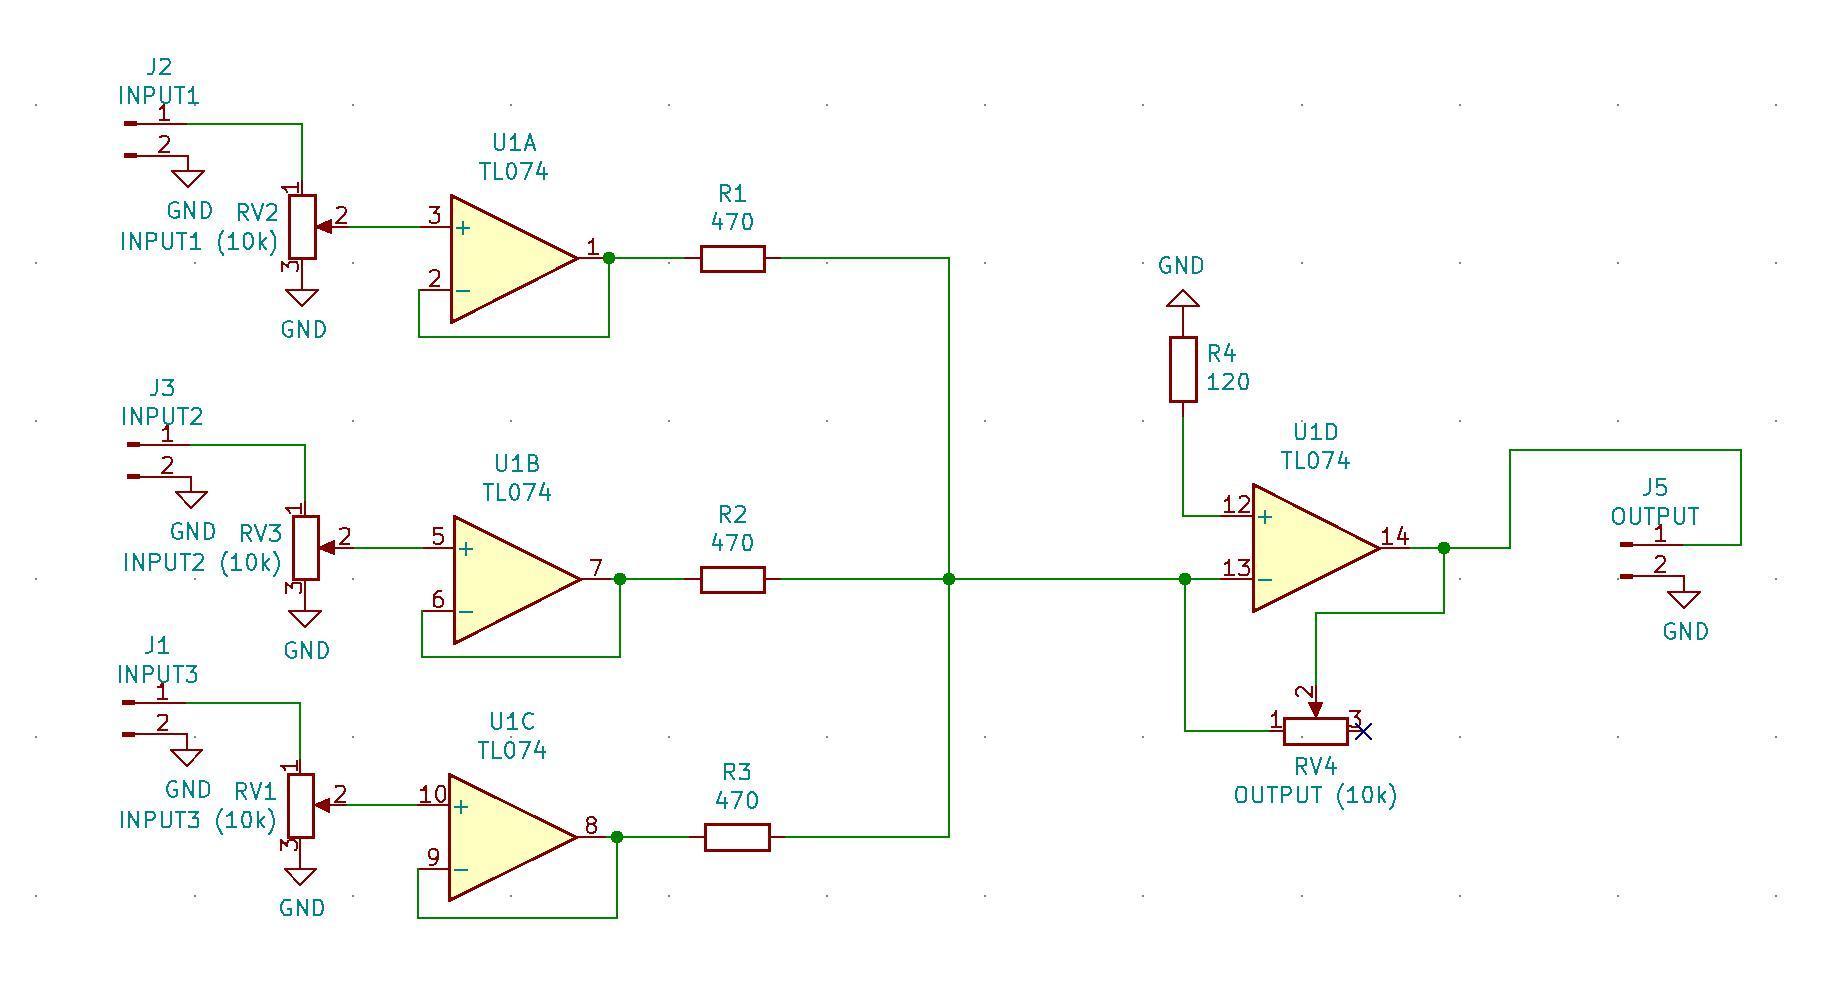 J2
INPUT1
1
2
GND
1
RV2
INPUT1 (10k)
2
3
GND
U1A
TL074
3
+
2
−
1
R1
470
J3
INPUT2
1
2
GND
1
RV3
INPUT2 (10k)
2
3
GND
U1B
TL074
5
+
6
−
7
R2
470
J1
INPUT3
1
2
GND
1
RV1
INPUT3 (10k)
2
3
GND
U1C
TL074
10
+
9
−
8
R3
470
GND
R4
120
U1D
TL074
12
+
13
−
14
2
1
3
RV4
OUTPUT (10k)
J5
OUTPUT
1
2
GND